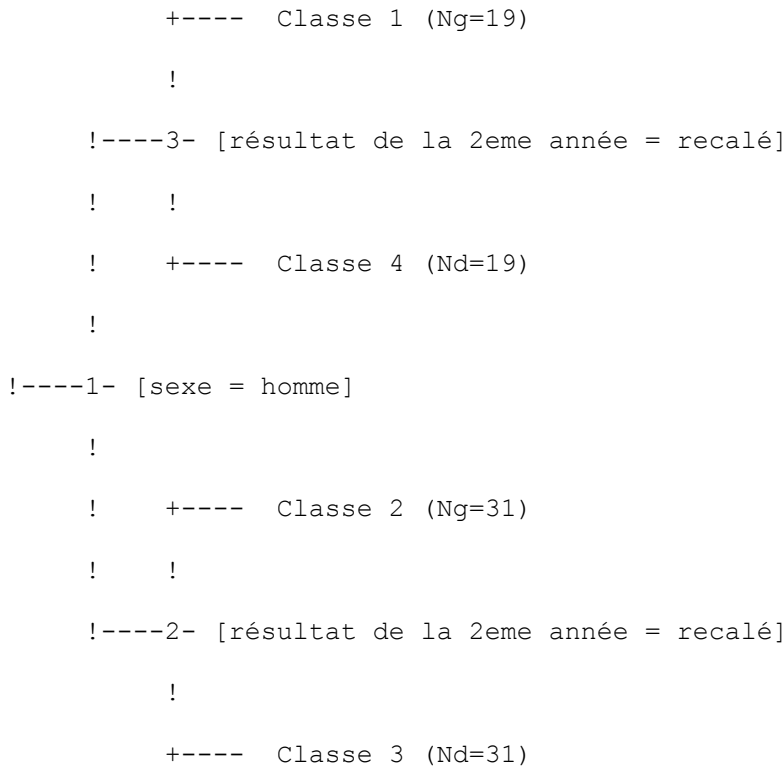 +---- Classe 1 (Ng=19)
!
!----3- [résultat de la 2eme année = recalé]
! !
! +---- Classe 4 (Nd=19)
!
!----1- [sexe = homme]
!
! +---- Classe 2 (Ng=31)
! !
!----2- [résultat de la 2eme année = recalé]
!
+---- Classe 3 (Nd=31)